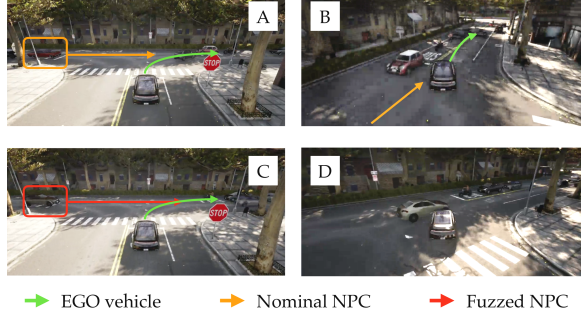 A
B
STOP
C
D
STOP
EGO vehicle
Nominal NPC
Fuzzed NPC